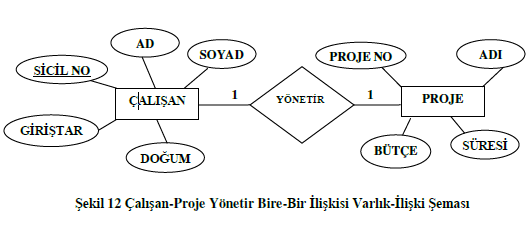 AD
SOYAD
SİCİL NO
ÇALIŞAN
GİRİŞTAR
DOĞUM
1
YÖNETİR
1
PROJE NO
ADI
PROJE
BÜTÇE
SÜRESİ
Şekil 12 Çalışan-Proje Yönetir Bire-Bir İlişkisi Varlık-İlişki Şeması